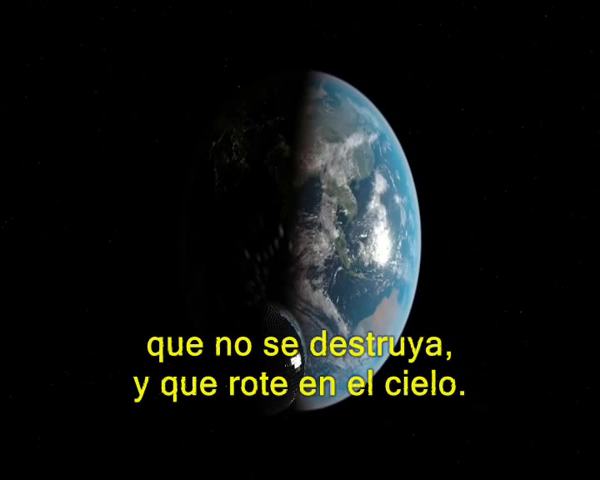 que no se destruya,
y que rote en el cielo.